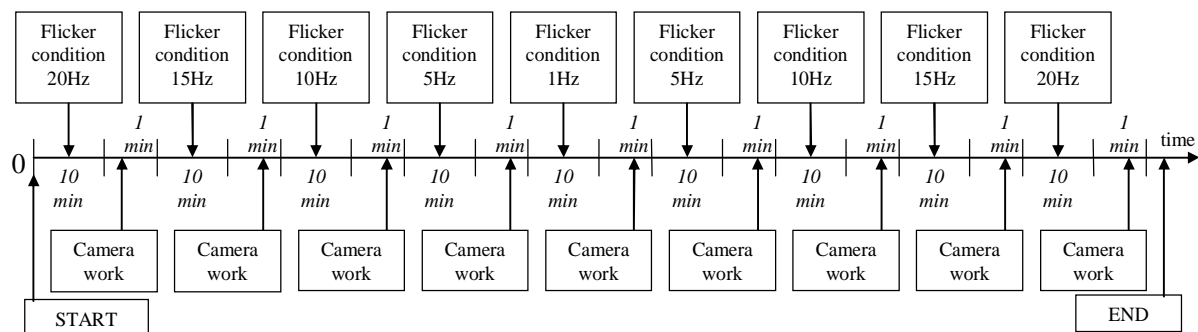 Flicker
condition
20Hz
Flicker
condition
15Hz
Flicker
condition
10Hz
Flicker
condition
5Hz
Flicker
condition
1Hz
Flicker
condition
5Hz
Flicker
condition
10Hz
Flicker
condition
15Hz
Flicker
condition
20Hz
1
min
1
min
1
min
1
min
1
min
1
min
1
min
1
min
1
min
time
0
10
min
10
min
10
min
10
min
10
min
10
min
10
min
10
min
10
min
Camera
work
Camera
work
Camera
work
Camera
work
Camera
work
Camera
work
Camera
work
Camera
work
Camera
work
START
END